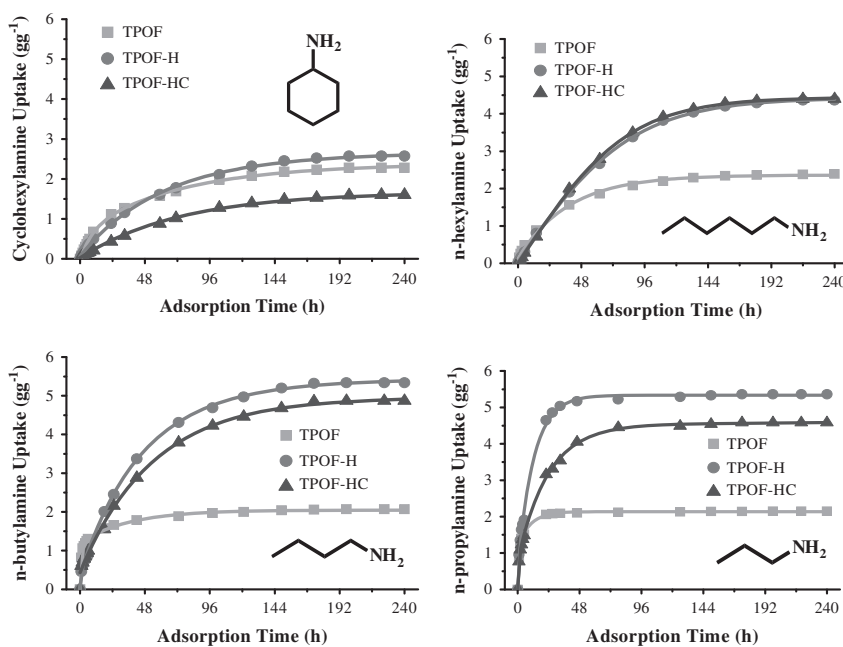 Cyclohexylamine Uptake (gg⁻¹)
6
5
4
3
2
1
0
TPOF
TPOF-H
TPOF-HC
NH₂
0 48 96 144 192 240
Adsorption Time (h)
n-hexylamine Uptake (gg⁻¹)
6
5
4
3
2
1
0
TPOF
TPOF-H
TPOF-HC
NH₂
0 48 96 144 192 240
Adsorption Time (h)
n-butylamine Uptake (gg⁻¹)
6
5
4
3
2
1
0
TPOF
TPOF-H
TPOF-HC
NH₂
0 48 96 144 192 240
Adsorption Time (h)
n-propylamine Uptake (gg⁻¹)
6
5
4
3
2
1
0
TPOF
TPOF-H
TPOF-HC
NH₂
0 48 96 144 192 240
Adsorption Time (h)